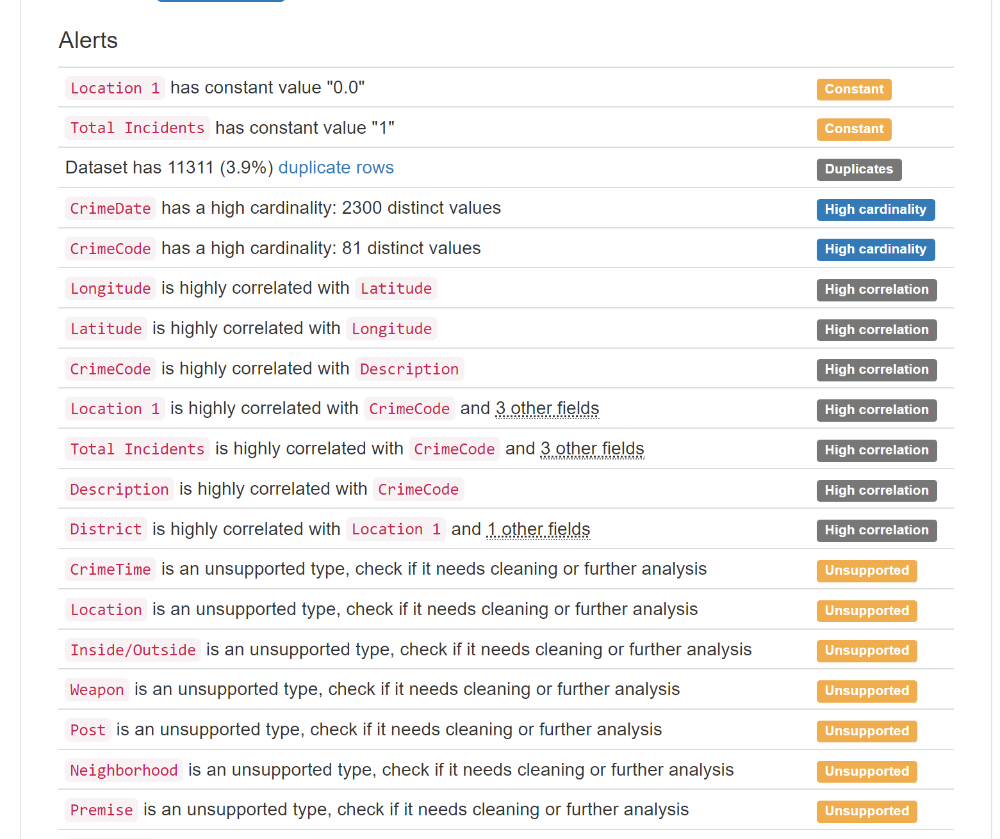 Alerts
Location 1 has constant value "0.0" Constant
Total Incidents has constant value "1" Constant
Dataset has 11311 (3.9%) duplicate rows Duplicates
CrimeDate has a high cardinality: 2300 distinct values High cardinality
CrimeCode has a high cardinality: 81 distinct values High cardinality
Longitude is highly correlated with Latitude High correlation
Latitude is highly correlated with Longitude High correlation
CrimeCode is highly correlated with Description High correlation
Location 1 is highly correlated with CrimeCode and 3 other fields High correlation
Total Incidents is highly correlated with CrimeCode and 3 other fields High correlation
Description is highly correlated with CrimeCode High correlation
District is highly correlated with Location 1 and 1 other fields High correlation
CrimeTime is an unsupported type, check if it needs cleaning or further analysis Unsupported
Location is an unsupported type, check if it needs cleaning or further analysis Unsupported
Inside/Outside is an unsupported type, check if it needs cleaning or further analysis Unsupported
Weapon is an unsupported type, check if it needs cleaning or further analysis Unsupported
Post is an unsupported type, check if it needs cleaning or further analysis Unsupported
Neighborhood is an unsupported type, check if it needs cleaning or further analysis Unsupported
Premise is an unsupported type, check if it needs cleaning or further analysis Unsupported